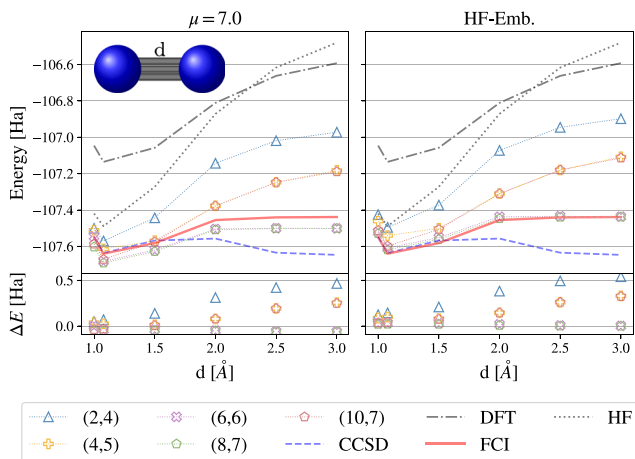 μ = 7.0 HF-Emb.
d
Energy [Ha]
−106.6
−106.8
−107.0
−107.2
−107.4
−107.6
ΔE [Ha]
0.5
0.0
1.0 1.5 2.0 2.5 3.0 1.0 1.5 2.0 2.5 3.0
d [Å] d [Å]
(2,4) (6,6) (10,7) DFT HF
(4,5) (8,7) CCSD FCI